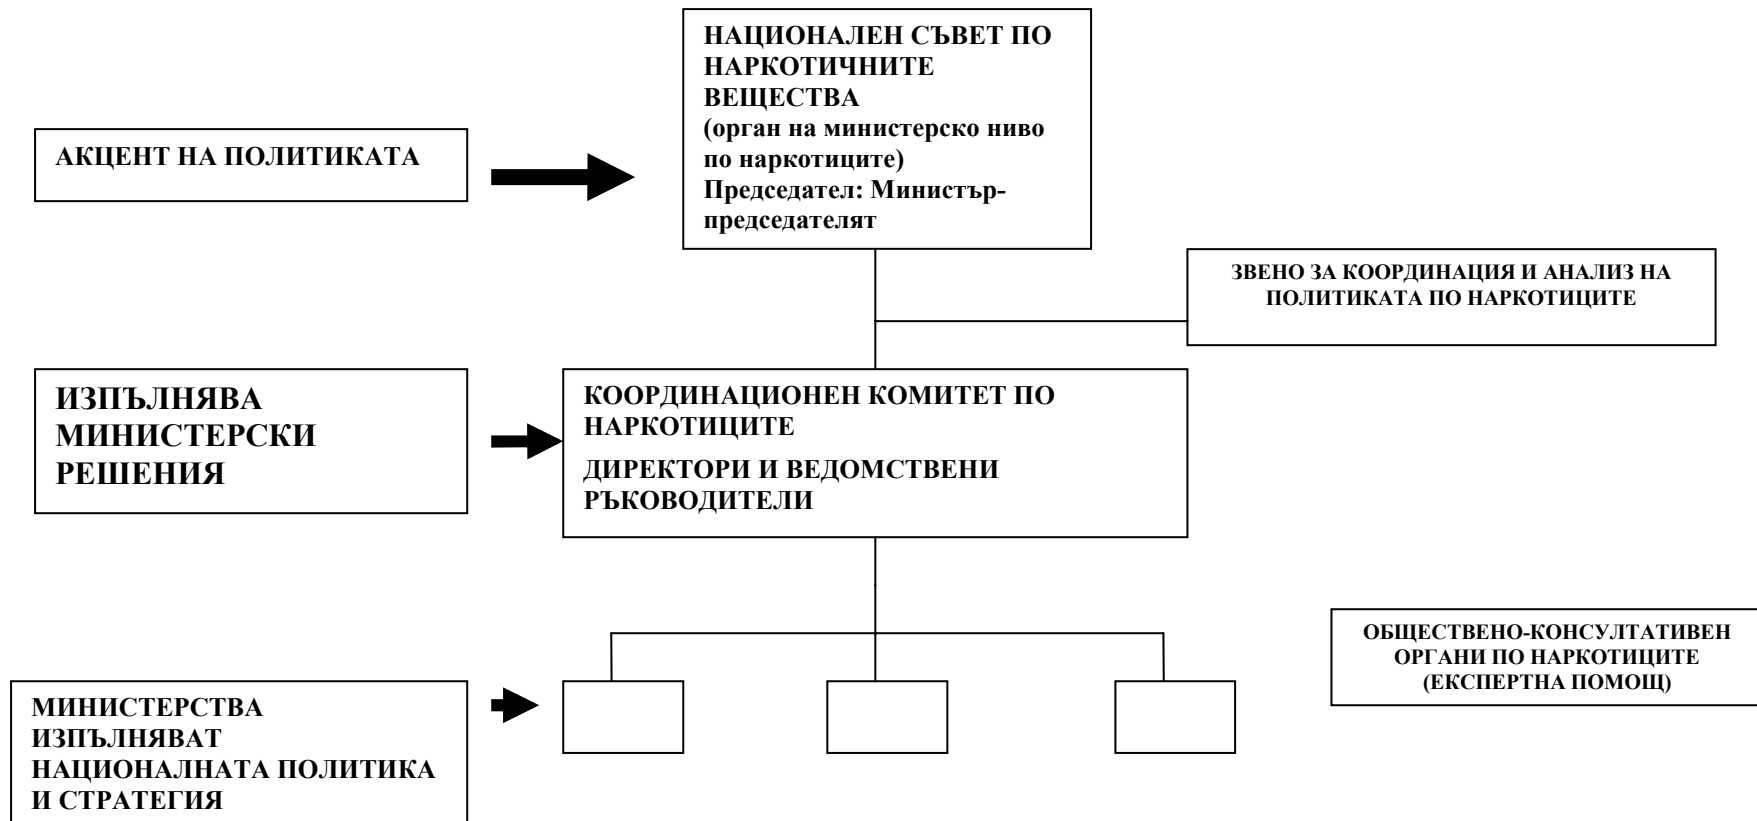 НАЦИОНАЛЕН СЪВЕТ ПО
НАРКОТИЧНИТЕ
ВЕЩЕСТВА
(орган на министерско ниво
по наркотиците)
Председател: Министър-
председателят
АКЦЕНТ НА ПОЛИТИКАТА
ЗВЕНО ЗА КООРДИНАЦИЯ И АНАЛИЗ НА
ПОЛИТИКАТА ПО НАРКОТИЦИТЕ
ИЗПЪЛНЯВА
МИНИСТЕРСКИ
РЕШЕНИЯ
КООРДИНАЦИОНЕН КОМИТЕТ ПО
НАРКОТИЦИТЕ
ДИРЕКТОРИ И ВЕДОМСТВЕНИ
РЪКОВОДИТЕЛИ
ОБЩЕСТВЕНО-КОНСУЛТАТИВЕН
ОРГАНИ ПО НАРКОТИЦИТЕ
(ЕКСПЕРТНА ПОМОЩ)
МИНИСТЕРСТВА
ИЗПЪЛНЯВАТ
НАЦИОНАЛНАТА ПОЛИТИКА
И СТРАТЕГИЯ